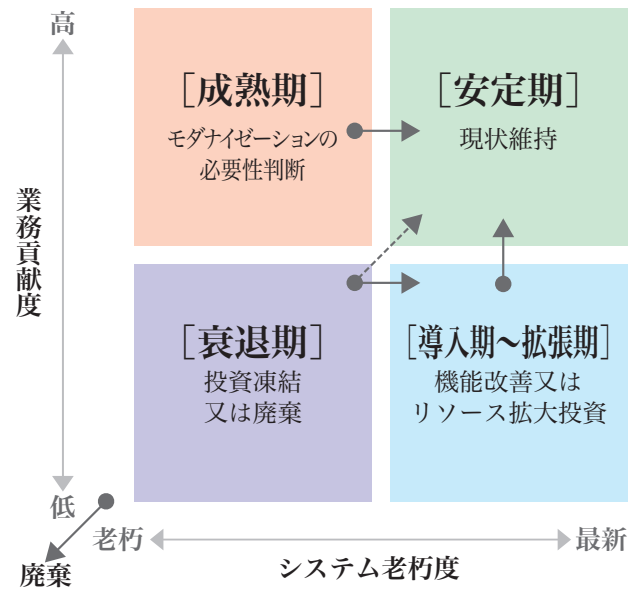 高
［成熟期］
モダナイゼーションの
必要性判断
［安定期］
現状維持
業務貢献度
［衰退期］
投資凍結
又は廃棄
［導入期〜拡張期］
機能改善又は
リソース拡大投資
低
老朽
最新
システム老朽度
廃棄